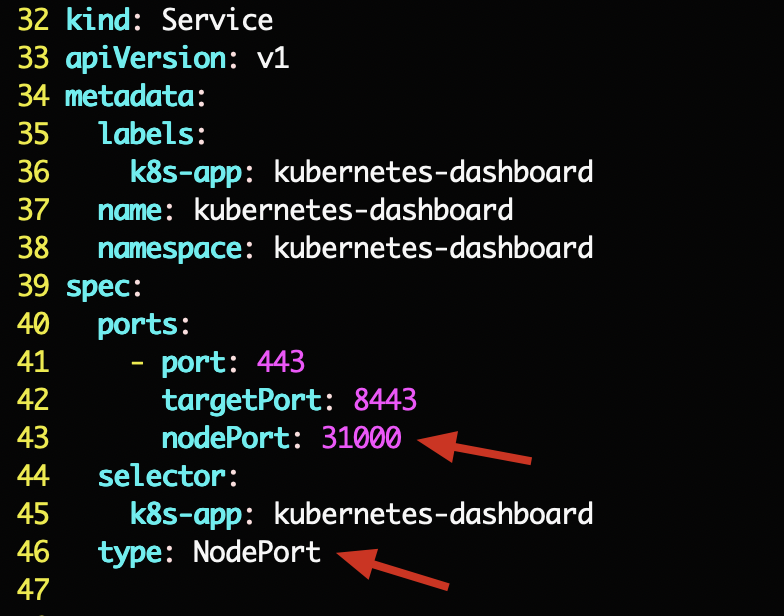 32 kind: Service
33 apiVersion: v1
34 metadata:
35   labels:
36     k8s-app: kubernetes-dashboard
37   name: kubernetes-dashboard
38   namespace: kubernetes-dashboard
39 spec:
40   ports:
41     - port: 443
42       targetPort: 8443
43       nodePort: 31000
44   selector:
45     k8s-app: kubernetes-dashboard
46   type: NodePort
47